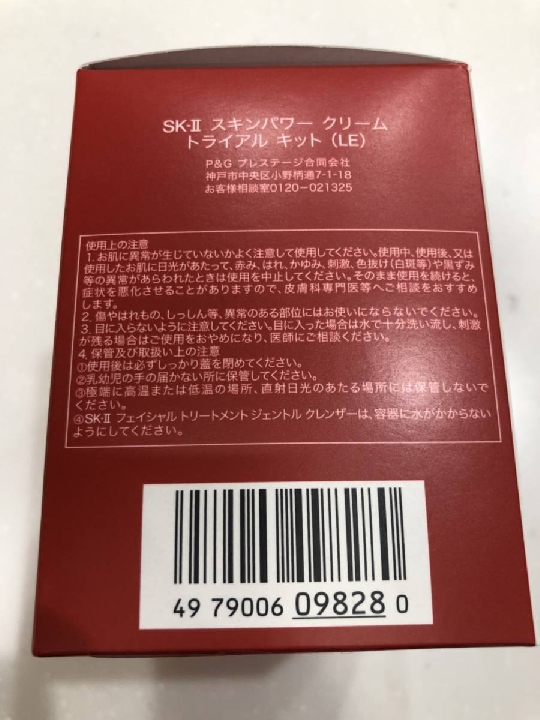 SK-Ⅱ スキンパワー クリーム
トライアル キット（LE）
P&G プレステージ合同会社
神戸市中央区小野柄通7-1-18
お客様相談室0120-021325
使用上の注意
1. お肌に異常が生じていないかよく注意して使用してください。使用中、使用後、又は
使用したお肌に日光があたって、赤み、はれ、かゆみ、刺激、色抜け(白斑等)や黒ずみ
等の異常があらわれたときは使用を中止してください。そのまま使用を続けると、
症状を悪化させることがありますので、皮膚科専門医等へご相談をおすすめ
します。
2. 傷やはれもの、しっしん等、異常のある部位にはお使いにならないでください。
3. 目に入らないように注意してください。目に入った場合は水で十分洗い流し、刺激
が残る場合はご使用をおやめになり、医師にご相談ください。
4. 保管及び取扱い上の注意
①使用後は必ずしっかり蓋を閉めてください。
②乳幼児の手の届かない所に保管してください。
③極端に高温または低温の場所、直射日光のあたる場所には保管しないで
ください。
④SK-Ⅱ フェイシャル トリートメント ジェントル クレンザーは、容器に水がかからない
ようにしてください。
49 79006 09828 0